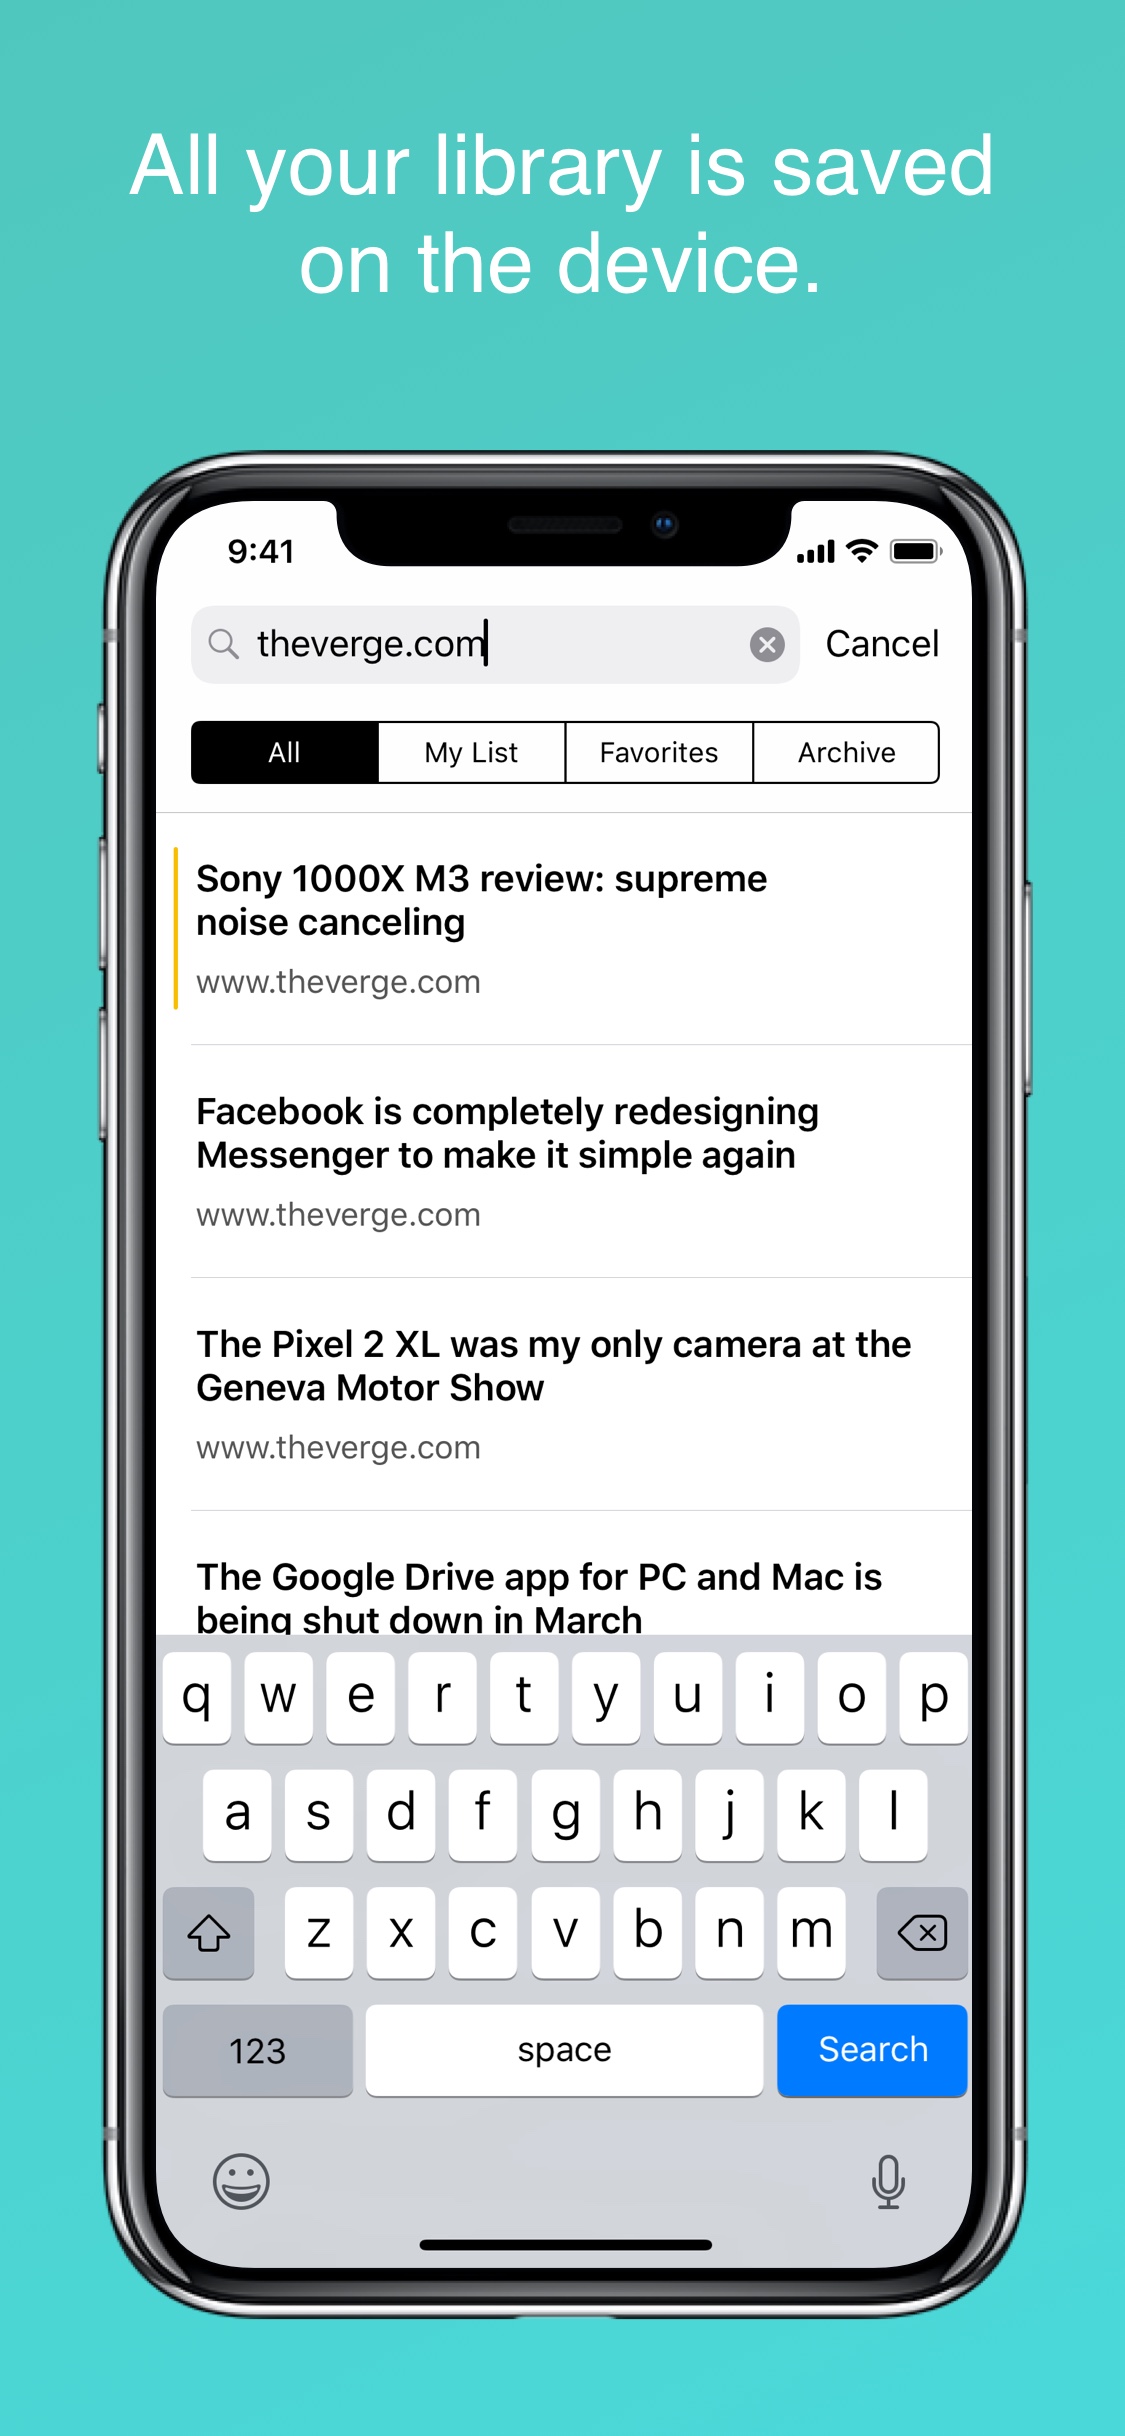 All your library is saved
on the device.
9:41
theverge.com
Cancel
All
My List
Favorites
Archive
Sony 1000X M3 review: supreme
noise canceling
www.theverge.com
Facebook is completely redesigning
Messenger to make it simple again
www.theverge.com
The Pixel 2 XL was my only camera at the
Geneva Motor Show
www.theverge.com
The Google Drive app for PC and Mac is
being shut down in March
q w e r t y u i o p
a s d f g h j k l
z x c v b n m
123
space
Search